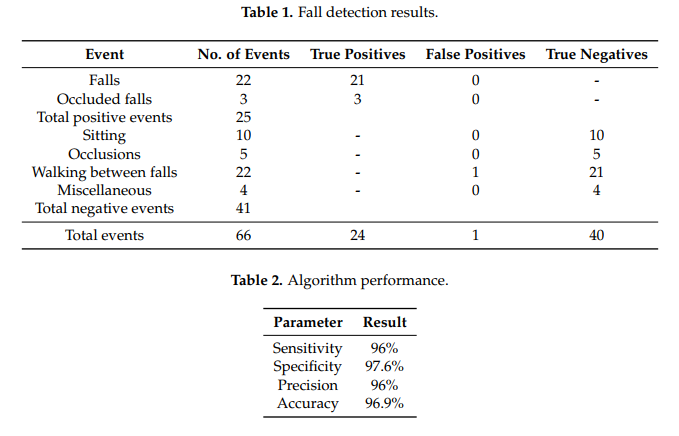 Table 1. Fall detection results.
Event No. of Events True Positives False Positives True Negatives
Falls 22 21 0 -
Occluded falls 3 3 0 -
Total positive events 25
Sitting 10 - 0 10
Occlusions 5 - 0 5
Walking between falls 22 - 1 21
Miscellaneous 4 - 0 4
Total negative events 41
Total events 66 24 1 40
Table 2. Algorithm performance.
Parameter Result
Sensitivity 96%
Specificity 97.6%
Precision 96%
Accuracy 96.9%